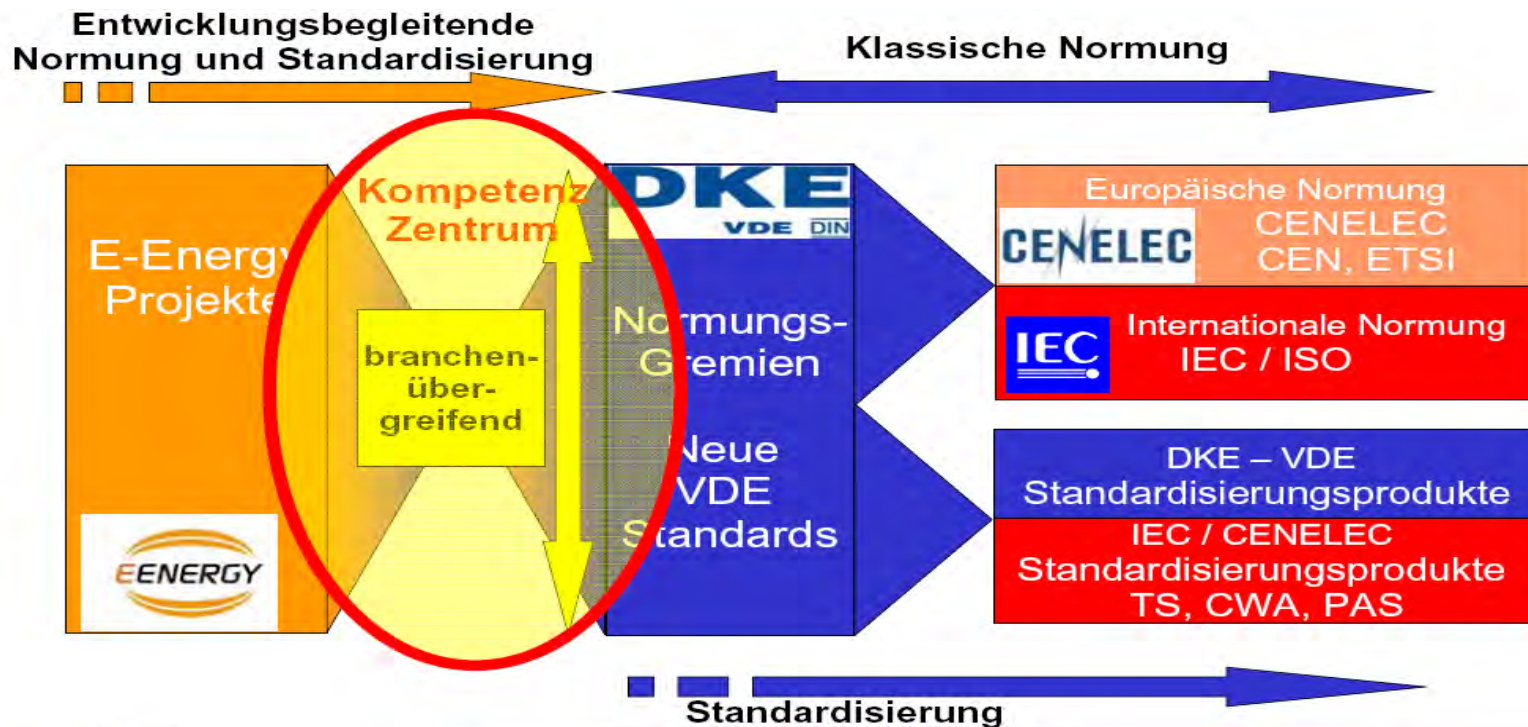 Entwicklungsbegleitende
Normung und Standardisierung
Klassische Normung
E-Energy
Projekte
EENERGY
Kompetenz
Zentrum
branchen-
über-
greifend
DKE
VDE DIN
Normungs-
Gremien
Neue
VDE
Standards
Europäische Normung
CENELEC
CENELEC
CEN, ETSI
IEC
Internationale Normung
IEC / ISO
DKE – VDE
Standardisierungsprodukte
IEC / CENELEC
Standardisierungsprodukte
TS, CWA, PAS
Standardisierung